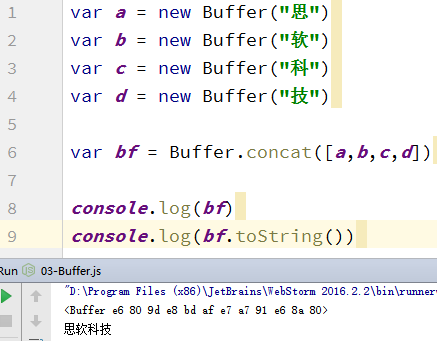 1 var a = new Buffer("思")
2 var b = new Buffer("软")
3 var c = new Buffer("科")
4 var d = new Buffer("技")
5
6 var bf = Buffer.concat([a,b,c,d])
7
8 console.log(bf)
9 console.log(bf.toString())
Run 03-Buffer.js
"D:\Program Files (x86)\JetBrains\WebStorm 2016.2.2\bin\runner
<Buffer e6 80 9d e8 bd af e7 a7 91 e6 8a 80>
思软科技